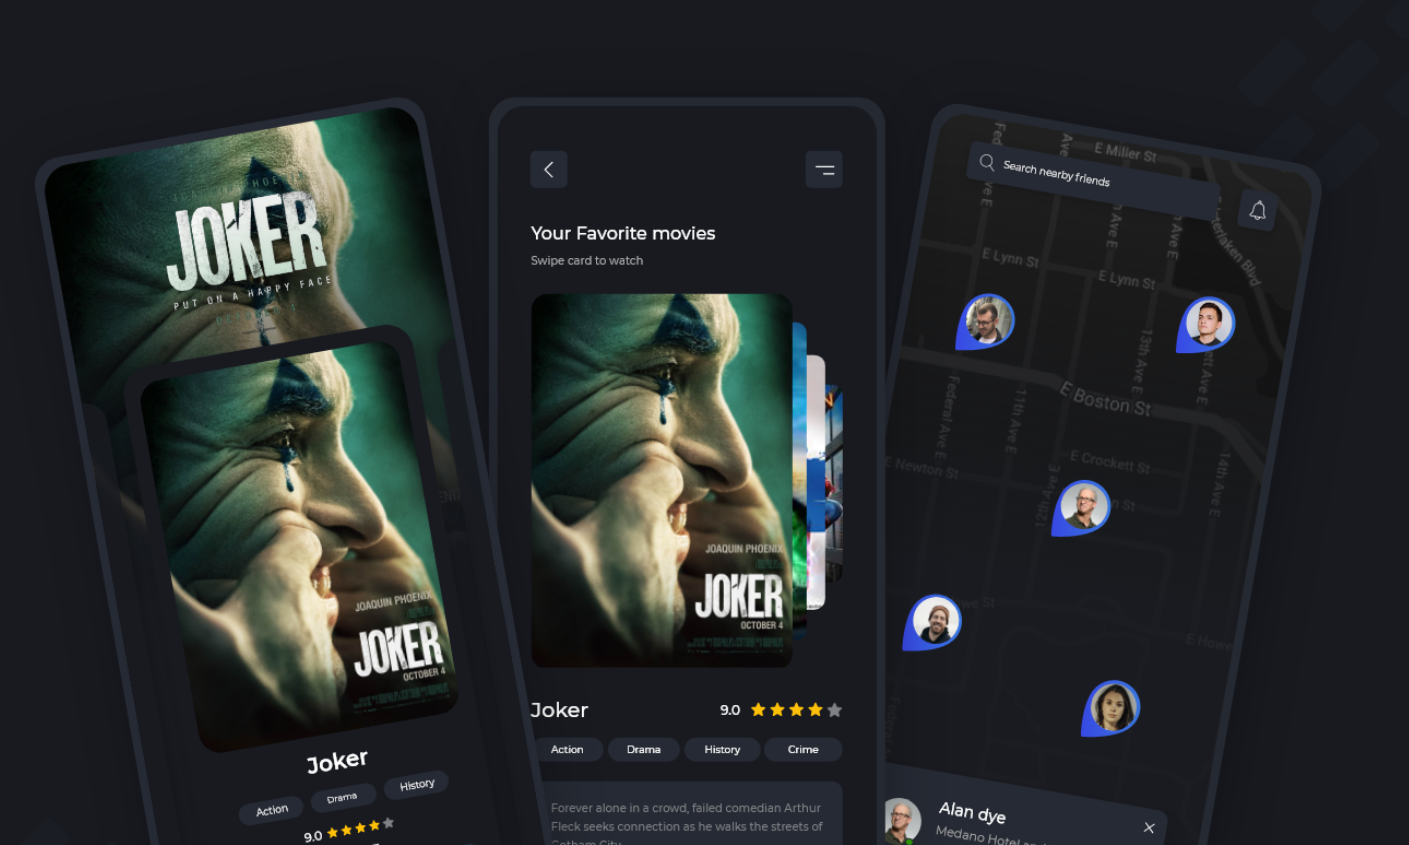 JOKER
PUT ON A HAPPY FACE
JOAQUIN PHOENIX
JOKER
OCTOBER 4
Joker
Action
Drama
History
9.0
Your Favorite movies
Swipe card to watch
JOAQUIN PHOENIX
JOKER
OCTOBER 4
Joker
9.0
Action
Drama
History
Crime
Forever alone in a crowd, failed comedian Arthur
Fleck seeks connection as he walks the streets of
Gotham City
Search nearby friends
E Miller St
E Lynn St
E Lynn St
13th Ave E
E Boston St
Federal Ave E
11th Ave E
E Newton St
E Crockett St
12th Ave E
14th Ave E
E Howe
Alan dye
Medano Hotel and